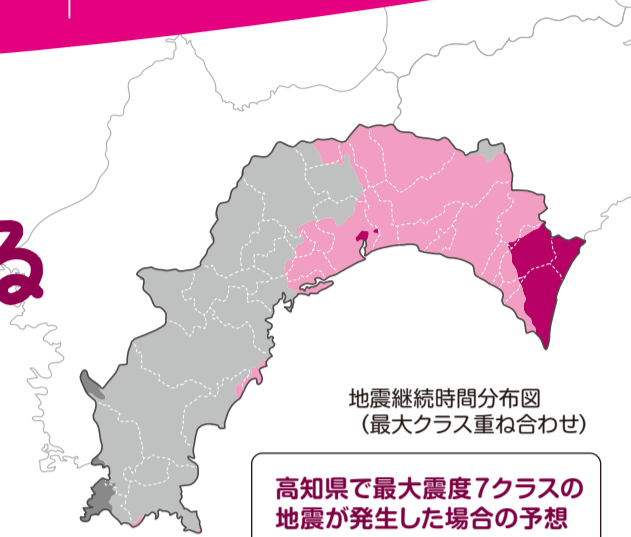 る
地震継続時間分布図
（最大クラス重ね合わせ）
高知県で最大震度7クラスの
地震が発生した場合の予想